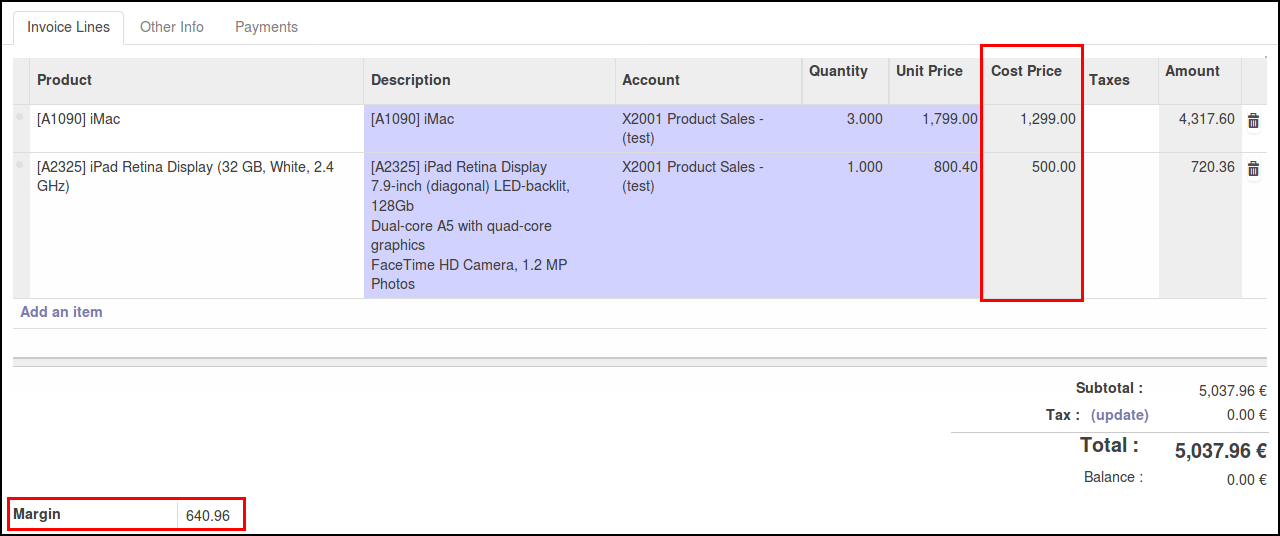 Invoice Lines Other Info Payments
Product Description Account Quantity Unit Price Cost Price Taxes Amount
[A1090] iMac [A1090] iMac X2001 Product Sales - 3.000 1,799.00 1,299.00 4,317.60
(test)
[A2325] iPad Retina Display (32 GB, White, 2.4 [A2325] iPad Retina Display X2001 Product Sales - 1.000 800.40 500.00 720.36
GHz) 7.9-inch (diagonal) LED-backlit, (test)
128Gb
Dual-core A5 with quad-core
graphics
FaceTime HD Camera, 1.2 MP
Photos
Add an item
Subtotal : 5,037.96 €
Tax : (update) 0.00 €
Total : 5,037.96 €
Balance : 0.00 €
Margin 640.96